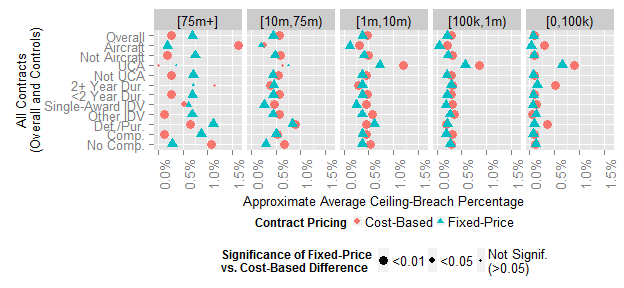 [75m+] [10m,75m) [1m,10m) [100k,1m) [0,100k)
All Contracts
(Overall and Controls)
Overall
Aircraft
Not Aircraft
UCA
Not UCA
2+ Year Dur.
<2 Year Dur.
Single-Award IDV
Other IDV
Def./Pur.
Comp.
No Comp.
0.0% 0.5% 1.0% 1.5% 0.0% 0.5% 1.0% 1.5% 0.0% 0.5% 1.0% 1.5% 0.0% 0.5% 1.0% 1.5% 0.0% 0.5% 1.0% 1.5%
Approximate Average Ceiling-Breach Percentage
Contract Pricing Cost-Based Fixed-Price
Significance of Fixed-Price
vs. Cost-Based Difference
<0.01 <0.05 Not Signif.
(>0.05)